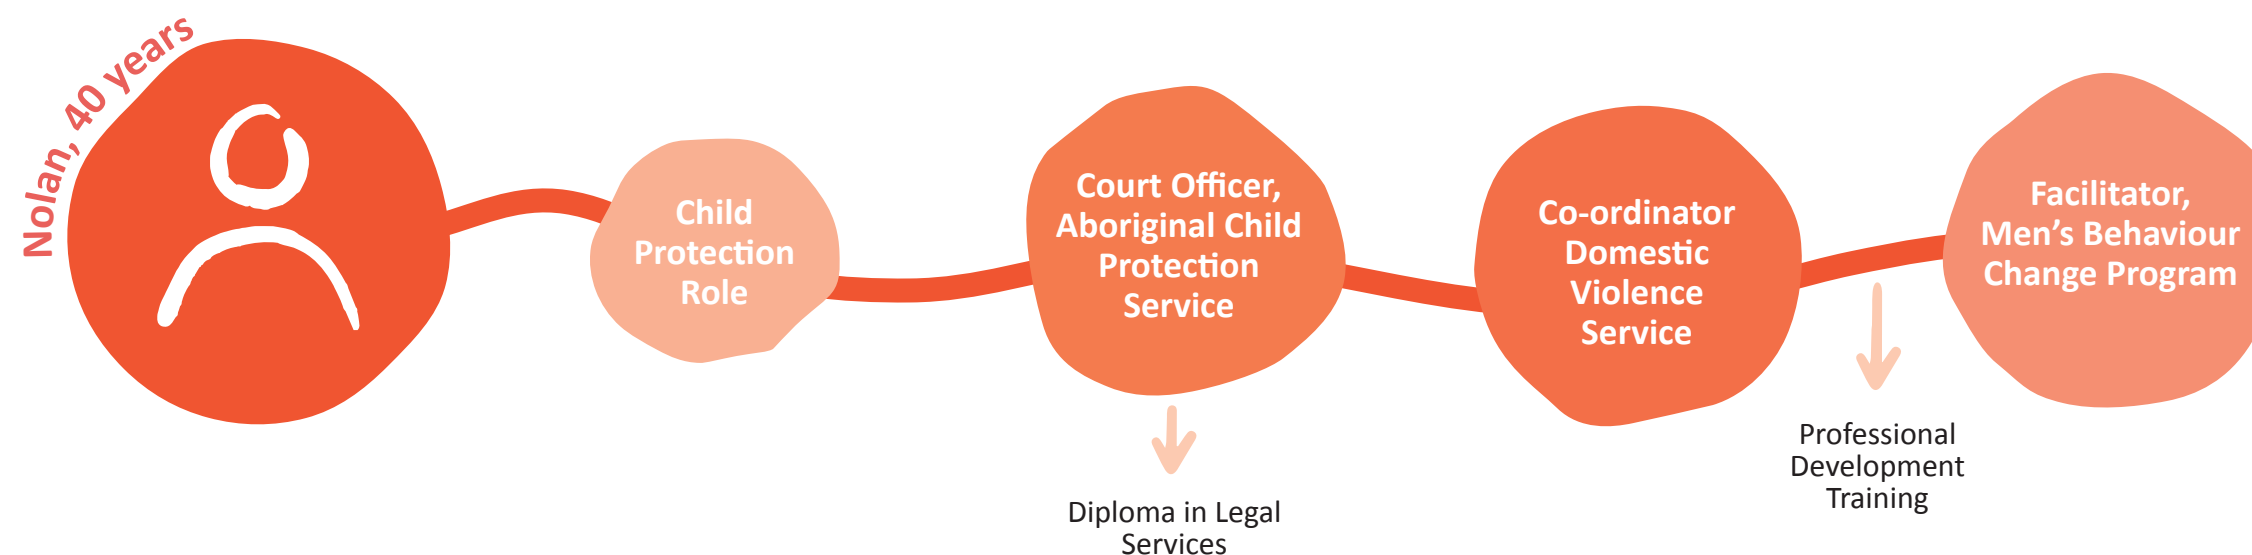 Nolan, 40 years
Child
Protection
Role
Court Officer,
Aboriginal Child
Protection
Service
Diploma in Legal
Services
Co-ordinator
Domestic
Violence
Service
Professional
Development
Training
Facilitator,
Men’s Behaviour
Change Program